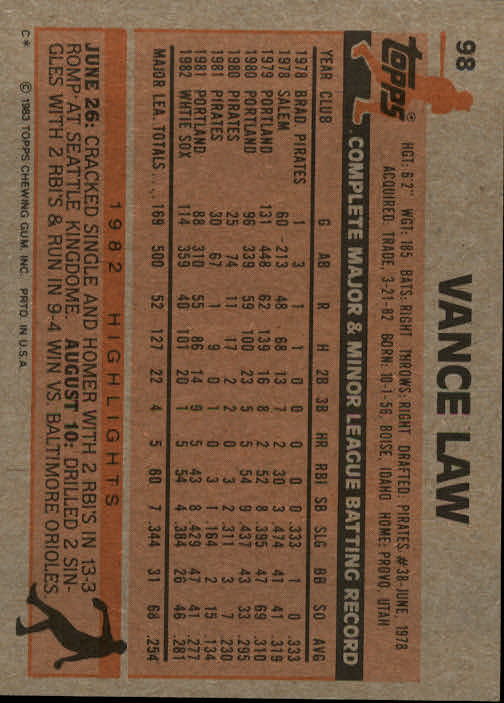 98
topps®
VANCE LAW
HGT: 6'2" WGT: 185 BATS: RIGHT THROWS: RIGHT DRAFTED: PIRATES #38-JUNE, 1978
ACQUIRED: TRADE, 3-21-82 BORN: 10-1-56, BOISE, IDAHO HOME: PROVO, UTAH
COMPLETE MAJOR & MINOR LEAGUE BATTING RECORD
YEAR CLUB G AB R H 2B 3B HR RBI SB SLG BB SO AVG
1978 BRAD PIRATES 1 3 1 1 0 0 0 0 0 .333 1 0 .333
1978 SALEM 60 213 48 68 13 7 2 30 3 .474 41 41 .319
1979 PORTLAND 131 448 62 139 16 8 2 52 8 .395 47 69 .310
1980 PORTLAND 96 339 59 100 23 5 5 54 9 .437 43 33 .295
1980 PIRATES 25 74 11 17 2 2 0 3 2 .311 3 7 .230
1981 PIRATES 30 67 1 9 0 1 0 3 1 .164 2 15 .134
1981 PORTLAND 88 310 55 86 14 9 5 43 8 .429 47 41 .277
1982 WHTIE SOX 114 359 40 101 20 1 5 54 4 .384 26 46 .281
MAJOR LEA. TOTALS 169 500 52 127 22 4 5 60 7 .344 31 68 .254
1982 HIGHLIGHTS
JUNE 26: CRACKED SINGLE AND HOMER WITH 2 RBI'S IN 13-3
ROMP AT SEATTLE KINGDOME. AUGUST 10: DRILLED 2 SIN-
GLES WITH 2 RBI'S & RUN IN 9-4 WIN VS. BALTIMORE ORIOLES.
C* © 1983 TOPPS CHEWING GUM, INC. PRTD. IN U.S.A.